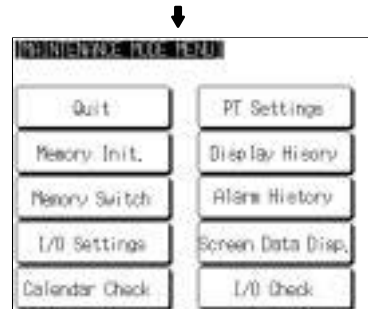 [MAINTENANCE MODE MENU]
Quit
PT Settings
Memory Init.
Display Hisory
Memory Switch
Alarm History
I/O Settings
Screen Data Disp.
Calendar Check
I/O Check